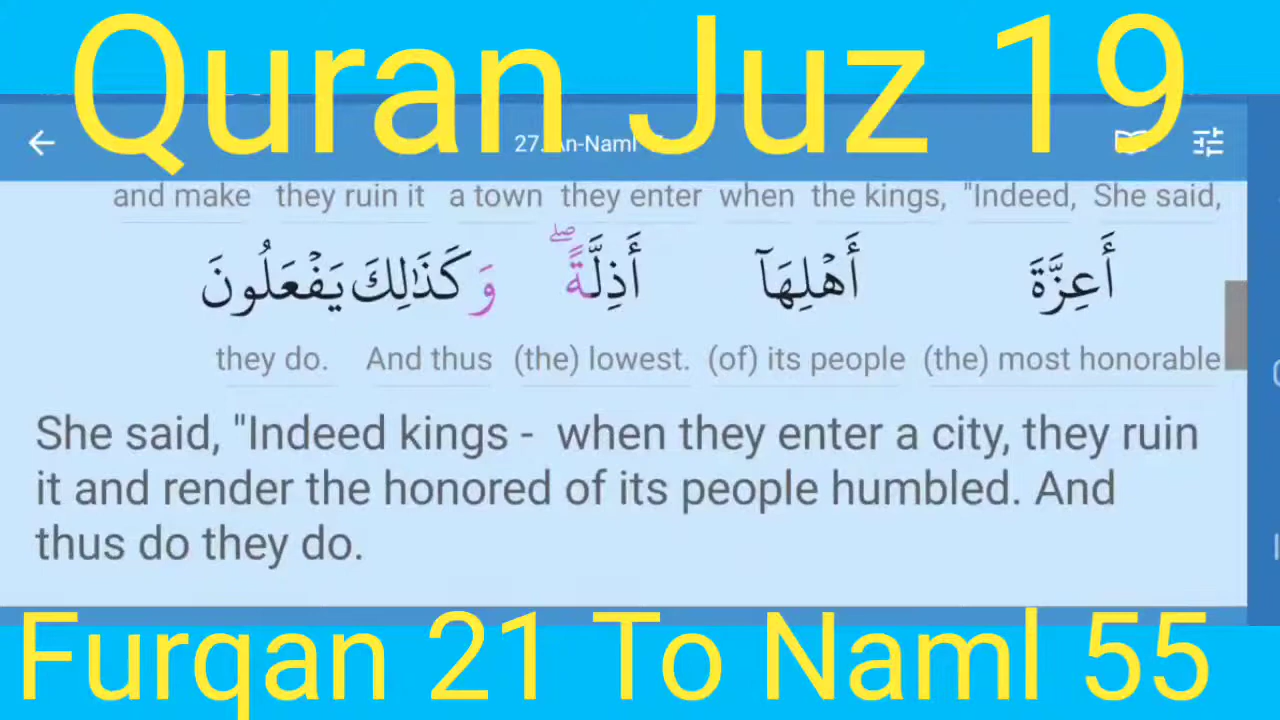 Quran Juz 19
27. An-Naml
and make they ruin it a town they enter when the kings, "Indeed, She said,
أَعِزَّةَ أَهْلِهَآ أَذِلَّةًۖ وَكَذَٰلِكَ يَفْعَلُونَ
they do. And thus (the) lowest. (of) its people (the) most honorable
She said, "Indeed kings - when they enter a city, they ruin
it and render the honored of its people humbled. And
thus do they do.
Furqan 21 To Naml 55